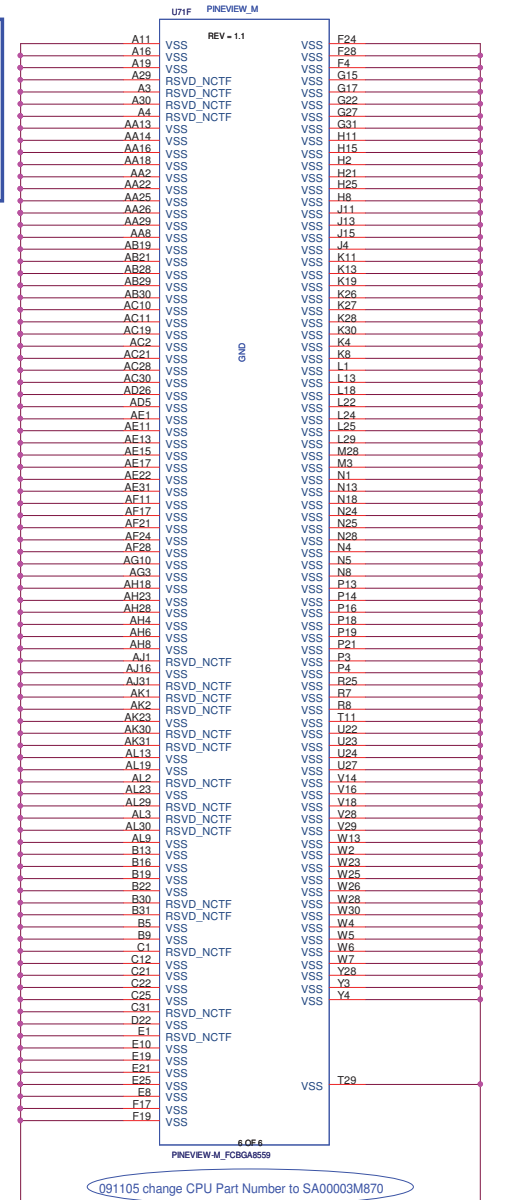 U71F PINEVIEW_M
REV = 1.1
A11 VSS VSS F24
A16 VSS VSS F28
A19 VSS VSS F4
A29 RSVD_NCTF VSS G15
A3 RSVD_NCTF VSS G17
A30 RSVD_NCTF VSS G22
A4 RSVD_NCTF VSS G27
AA13 VSS VSS G31
AA14 VSS VSS H11
AA16 VSS VSS H15
AA18 VSS VSS H2
AA2 VSS VSS H21
AA22 VSS VSS H25
AA25 VSS VSS H8
AA26 VSS VSS J11
AA29 VSS VSS J13
AA8 VSS VSS J15
AB19 VSS VSS J4
AB21 VSS VSS K11
AB28 VSS VSS K13
AB29 VSS VSS K19
AB30 VSS VSS K26
AC10 VSS VSS K27
AC11 VSS VSS K28
AC19 VSS VSS K30
AC2 VSS VSS K4
AC21 VSS VSS K8
AC28 VSS VSS L1
AC30 VSS VSS L13
AD26 VSS VSS L18
AD5 VSS VSS L22
AE1 VSS VSS L24
AE11 VSS VSS L25
AE13 VSS VSS L29
AE15 VSS VSS M28
AE17 VSS VSS M3
AE22 VSS VSS N1
AE31 VSS VSS N13
AF11 VSS VSS N18
AF17 VSS VSS N24
AF21 VSS VSS N25
AF24 VSS VSS N28
AF28 VSS VSS N4
AG10 VSS VSS N5
AG3 VSS VSS N8
AH18 VSS VSS P13
AH23 VSS VSS P14
AH28 VSS VSS P16
AH4 VSS VSS P18
AH6 VSS VSS P19
AH8 VSS VSS P21
AJ1 RSVD_NCTF VSS P3
AJ16 VSS VSS P4
AJ31 RSVD_NCTF VSS R25
AK1 RSVD_NCTF VSS R7
AK2 RSVD_NCTF VSS R8
AK23 VSS VSS T11
AK30 RSVD_NCTF VSS U22
AK31 RSVD_NCTF VSS U23
AL13 VSS VSS U24
AL19 VSS VSS U27
AL2 RSVD_NCTF VSS V14
AL23 VSS VSS V16
AL29 RSVD_NCTF VSS V18
AL3 RSVD_NCTF VSS V28
AL30 RSVD_NCTF VSS V29
AL9 VSS VSS W13
B13 VSS VSS W2
B16 VSS VSS W23
B19 VSS VSS W25
B22 VSS VSS W26
B30 RSVD_NCTF VSS W28
B31 RSVD_NCTF VSS W30
B5 VSS VSS W4
B9 VSS VSS W5
C1 RSVD_NCTF VSS W6
C12 VSS VSS W7
C21 VSS VSS Y28
C22 VSS VSS Y3
C25 VSS VSS Y4
C31 RSVD_NCTF
D22 VSS
E1 RSVD_NCTF
E10 VSS
E19 VSS
E21 VSS
E25 VSS VSS T29
E8 VSS
F17 VSS
F19 VSS
GND
6 OF 6
PINEVIEW-M_FCBGA8559
091105 change CPU Part Number to SA00003M870